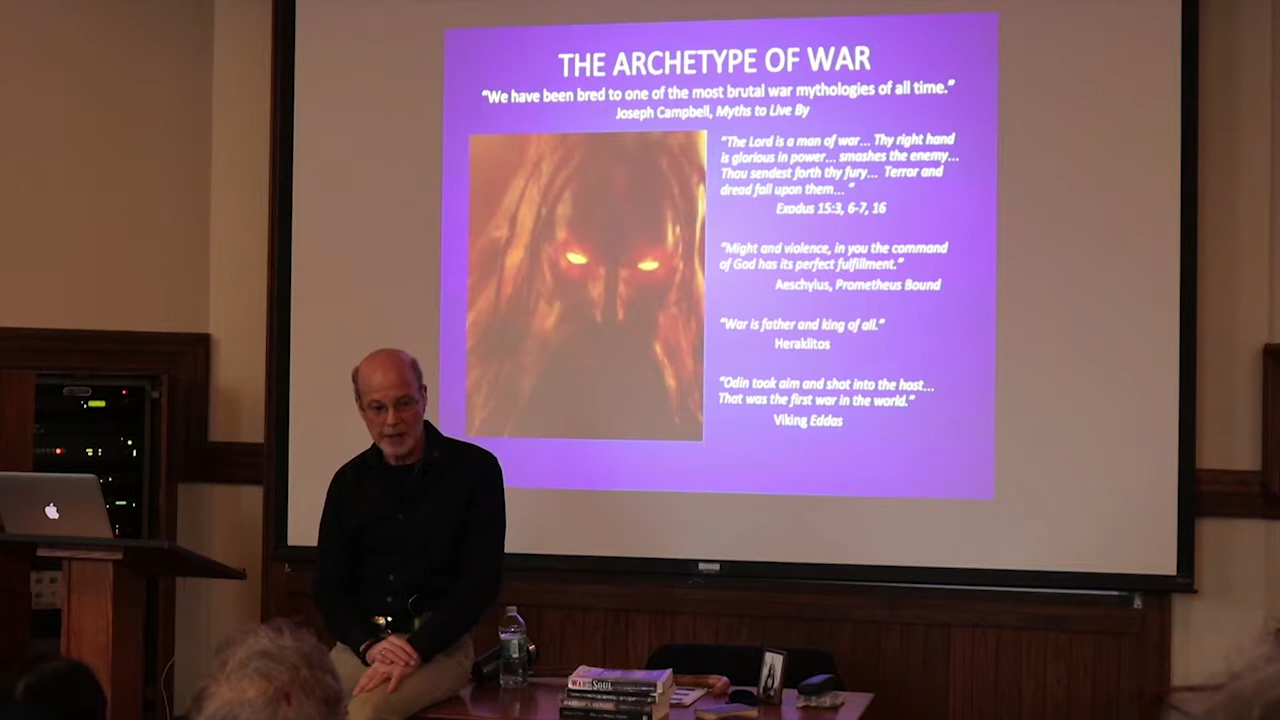 THE ARCHETYPE OF WAR
“We have been bred to one of the most brutal war mythologies of all time.”
Joseph Campbell, Myths to Live By
“The Lord is a man of war... Thy right hand
is glorious in power... smashes the enemy...
Thou sendest forth thy fury... Terror and
dread fall upon them... “
Exodus 15:3, 6-7, 16
“Might and violence, in you the command
of God has its perfect fulfillment.”
Aeschylus, Prometheus Bound
“War is father and king of all.”
Heraklitos
“Odin took aim and shot into the host...
That was the first war in the world.”
Viking Eddas
WAR SOUL